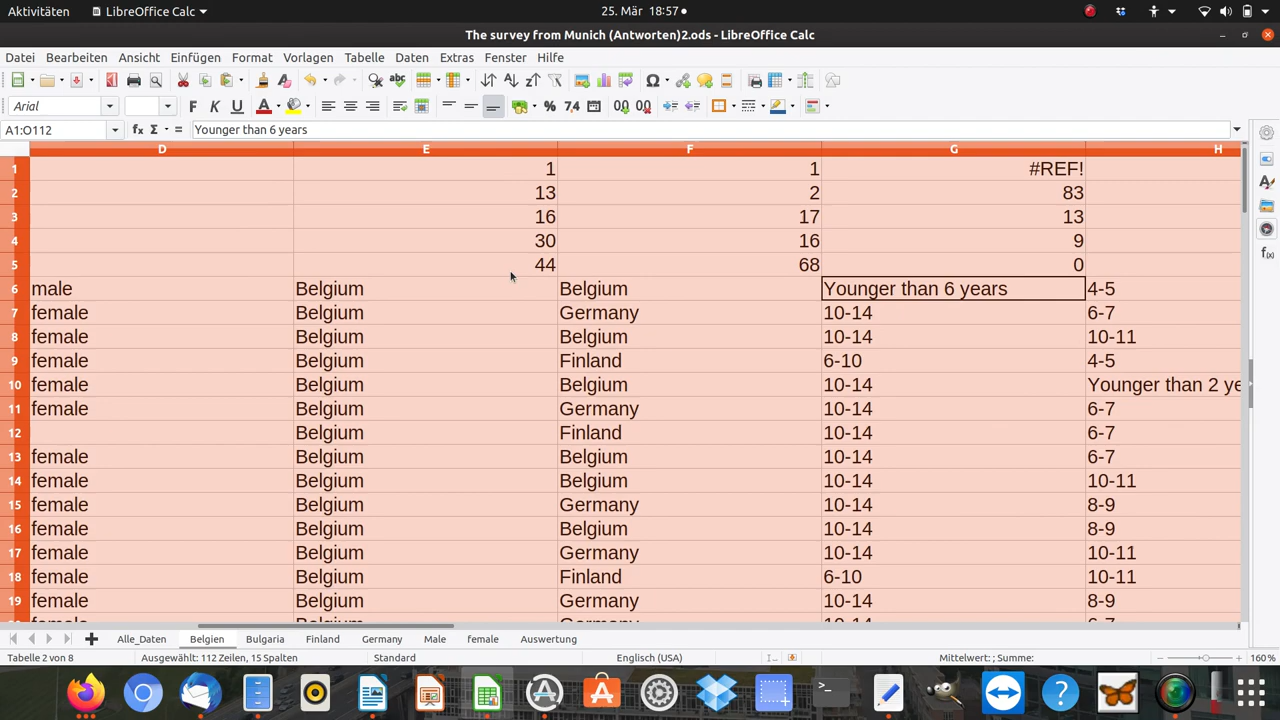 Aktivitäten LibreOffice Calc 25. Mär 18:57
The survey from Munich (Antworten)2.ods - LibreOffice Calc
Datei Bearbeiten Ansicht Einfügen Format Vorlagen Tabelle Daten Extras Fenster Hilfe
Arial F K U A % 7,4
A1:O112 fx Σ = Younger than 6 years
D E F G H
1 1 1 #REF!
2 13 2 83
3 16 17 13
4 30 16 9
5 44 68 0
6 male Belgium Belgium Younger than 6 years 4-5
7 female Belgium Germany 10-14 6-7
8 female Belgium Belgium 10-14 10-11
9 female Belgium Finland 6-10 4-5
10 female Belgium Belgium 10-14 Younger than 2 ye
11 female Belgium Germany 10-14 6-7
12 Belgium Finland 10-14 6-7
13 female Belgium Belgium 10-14 6-7
14 female Belgium Belgium 10-14 10-11
15 female Belgium Germany 10-14 8-9
16 female Belgium Belgium 10-14 8-9
17 female Belgium Germany 10-14 10-11
18 female Belgium Finland 6-10 10-11
19 female Belgium Germany 10-14 8-9
Alle_Daten Belgien Bulgaria Finland Germany Male female Auswertung
Tabelle 2 von 8 Ausgewählt: 112 Zeilen, 15 Spalten Standard Englisch (USA) Mittelwert: ; Summe: 160%